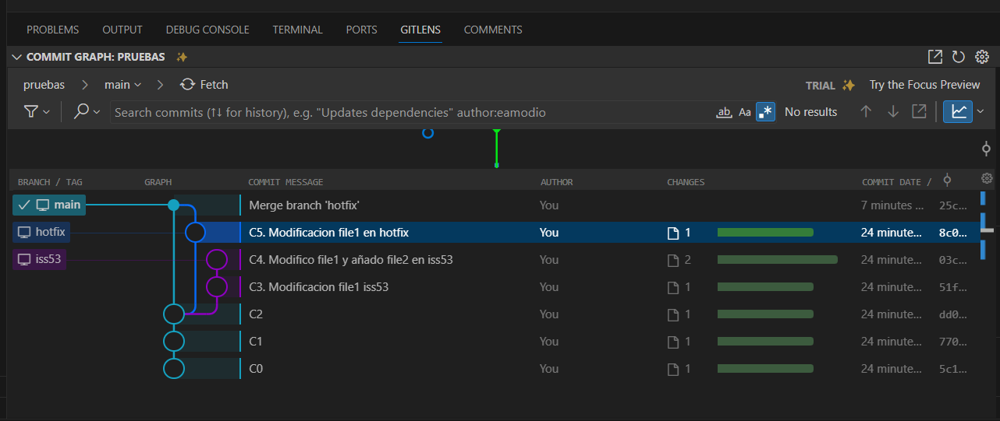 PROBLEMS OUTPUT DEBUG CONSOLE TERMINAL PORTS GITLENS COMMENTS
COMMIT GRAPH: PRUEBAS
pruebas main Fetch TRIAL Try the Focus Preview
Search commits (↑↓ for history), e.g. "Updates dependencies" author:eamodio ab Aa .* No results
BRANCH / TAG GRAPH COMMIT MESSAGE AUTHOR CHANGES COMMIT DATE /
main Merge branch 'hotfix' You 7 minutes ... 25c...
hotfix C5. Modificacion file1 en hotfix You 1 24 minute... 8c0...
iss53 C4. Modifico file1 y añado file2 en iss53 You 2 24 minute... 03c...
C3. Modificacion file1 iss53 You 1 24 minute... 51f...
C2 You 1 24 minute... dd0...
C1 You 1 24 minute... 770...
C0 You 1 24 minute... 5c1...